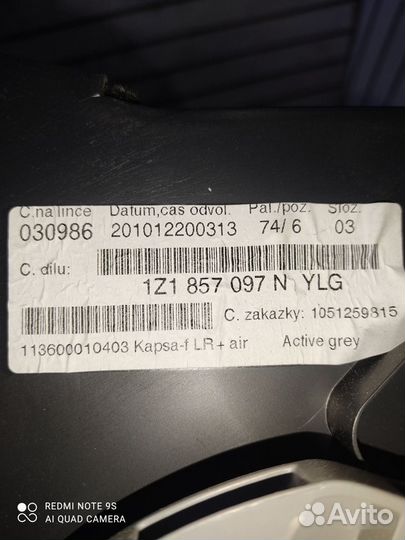 C.na lince Datum,cas odvol. Pal./poz. Sloz.
030986 201012200313 74/ 6 03
C. dilu:
1Z1 857 097 N YLG
C. zakazky: 1051259815
113600010403 Kapsa-f LR + air Active grey
REDMI NOTE 9S
AI QUAD CAMERA
Avito